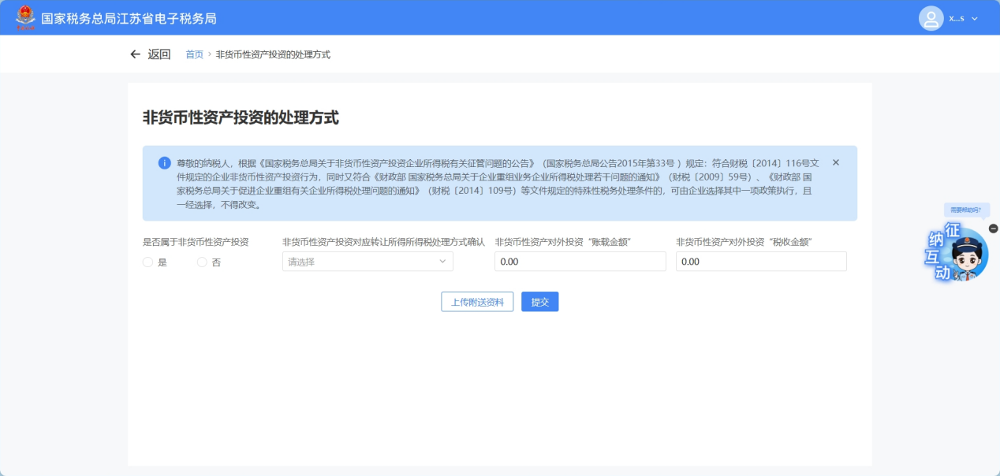 国家税务总局江苏省电子税务局
x...s
返回 首页 › 非货币性资产投资的处理方式
非货币性资产投资的处理方式
尊敬的纳税人，根据《国家税务总局关于非货币性资产投资企业所得税有关征管问题的公告》（国家税务总局公告2015年第33号 ）规定：符合财税〔2014〕116号文
件规定的企业非货币性资产投资行为，同时又符合《财政部 国家税务总局关于企业重组业务企业所得税处理若干问题的通知》（财税〔2009〕59号）、《财政部 国
家税务总局关于促进企业重组有关企业所得税处理问题的通知》（财税〔2014〕109号）等文件规定的特殊性税务处理条件的，可由企业选择其中一项政策执行，且
一经选择，不得改变。
需要帮助吗?
征纳互动
是否属于非货币性资产投资 非货币性资产投资对应转让所得所得税处理方式确认 非货币性资产对外投资“账载金额” 非货币性资产对外投资“税收金额”
是 否 请选择 0.00 0.00
上传附送资料 提交